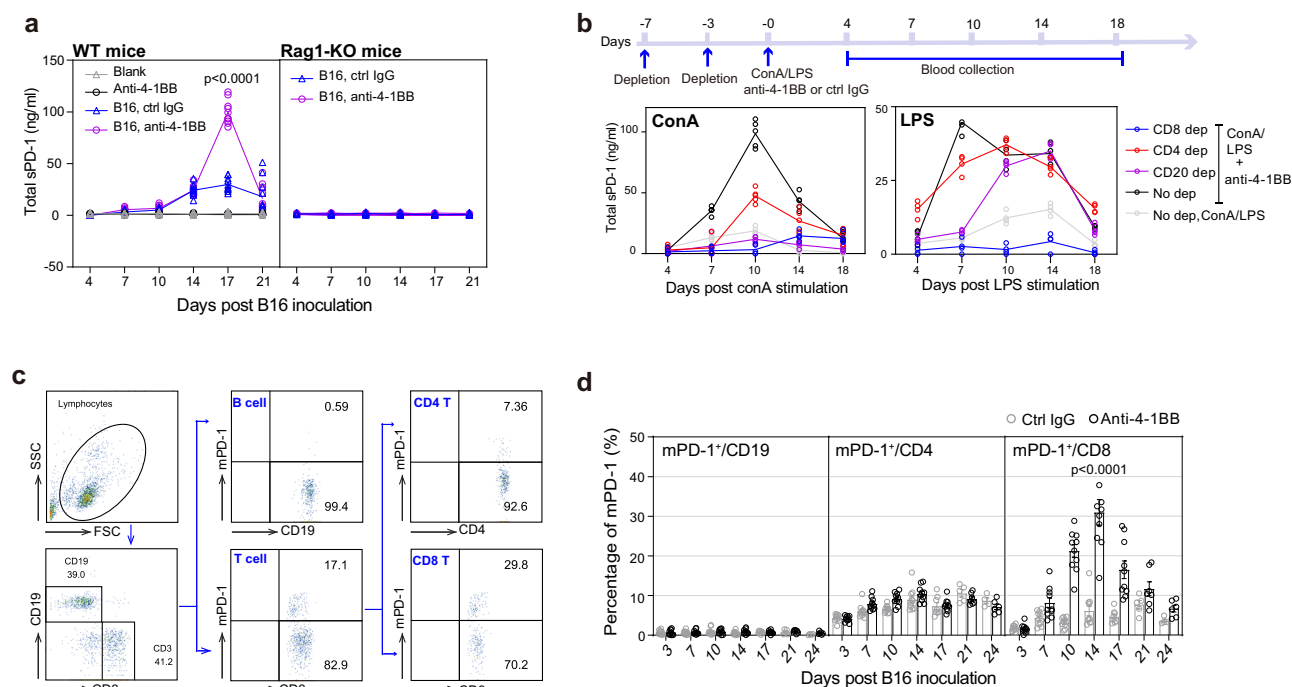 a
WT mice
Rag1-KO mice
Total sPD-1 (ng/ml)
150
100
50
0
-50
Blank
Anti-4-1BB
B16, ctrl IgG
B16, anti-4-1BB
p<0.0001
B16, ctrl IgG
B16, anti-4-1BB
4 7 10 14 17 21 4 7 10 14 17 21
Days post B16 inoculation
b
-7 -3 -0 4 7 10 14 18
Days
Depletion
Depletion
ConA/LPS
anti-4-1BB or ctrl IgG
Blood collection
ConA
Total sPD-1 (ng/ml)
100
50
0
4 7 10 14 18
Days post conA stimulation
LPS
50
25
0
4 7 10 14 18
Days post LPS stimulation
CD8 dep
CD4 dep
CD20 dep
No dep
No dep,ConA/LPS
ConA/
LPS
+
anti-4-1BB
c
Lymphocytes
SSC
FSC
CD19
39.0
CD19
CD3
41.2
B cell
0.59
99.4
mPD-1
CD19
T cell
17.1
82.9
mPD-1
CD4 T
7.36
92.6
mPD-1
CD4
CD8 T
29.8
70.2
mPD-1
d
Ctrl IgG
Anti-4-1BB
Percentage of mPD-1 (%)
50
40
30
20
10
0
mPD-1⁺/CD19
mPD-1⁺/CD4
mPD-1⁺/CD8
p<0.0001
3 7 10 14 17 21 24 3 7 10 14 17 21 24 3 7 10 14 17 21 24
Days post B16 inoculation